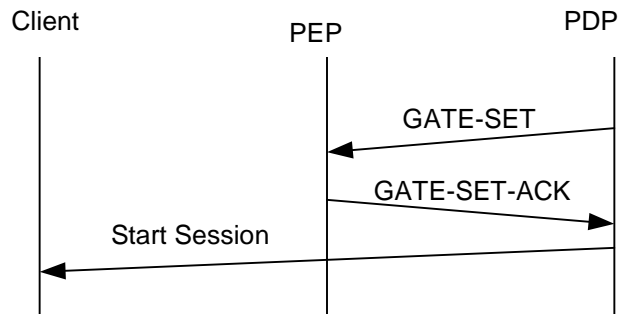 Client
PEP
PDP
GATE-SET
GATE-SET-ACK
Start Session